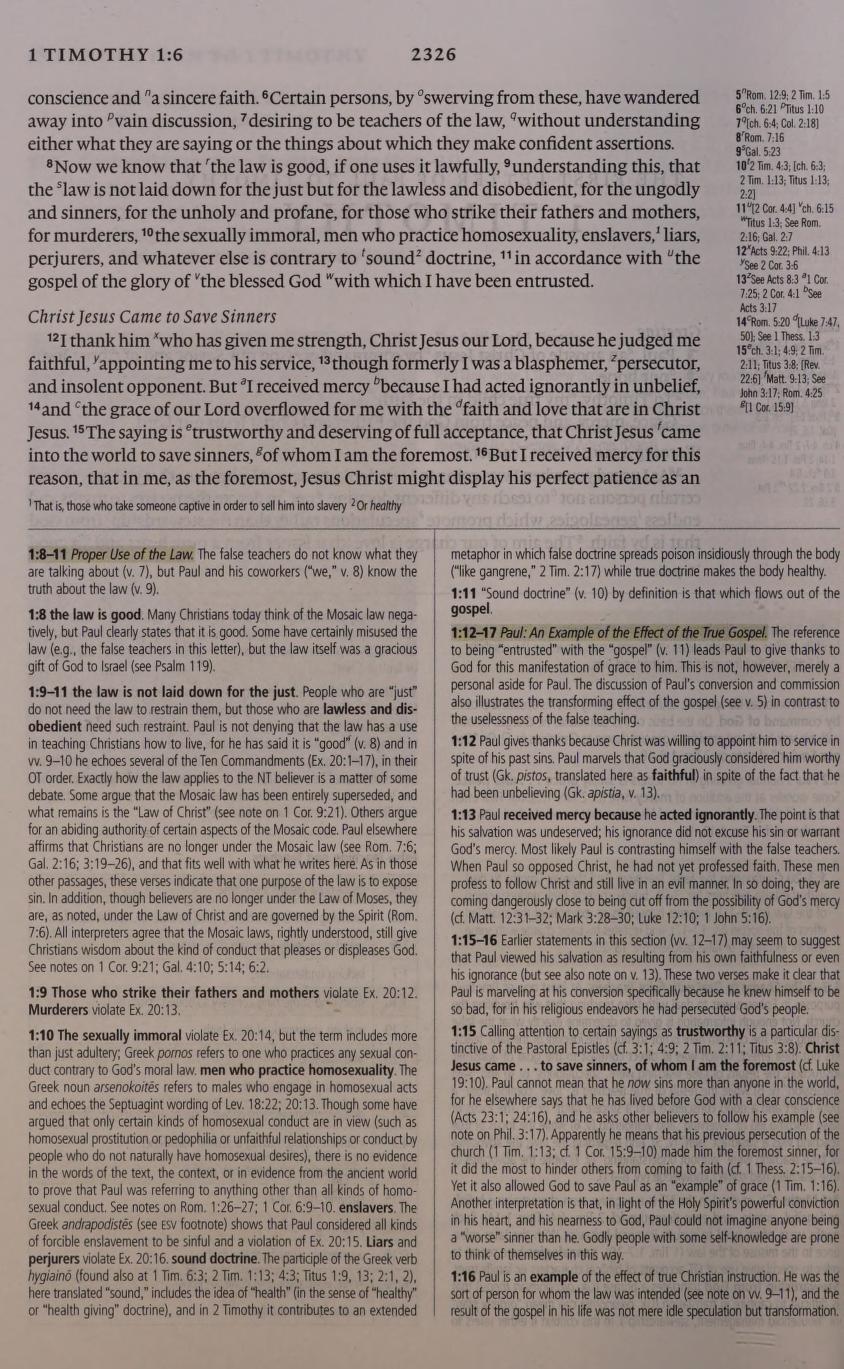 1 TIMOTHY 1:6
2326
conscience and ⁿa sincere faith. ⁶Certain persons, by ᵒswerving from these, have wandered
away into ᵖvain discussion, ⁷desiring to be teachers of the law, ᑫwithout understanding
either what they are saying or the things about which they make confident assertions.
⁸Now we know that ʳthe law is good, if one uses it lawfully, ⁹understanding this, that
the ˢlaw is not laid down for the just but for the lawless and disobedient, for the ungodly
and sinners, for the unholy and profane, for those who strike their fathers and mothers,
for murderers, ¹⁰the sexually immoral, men who practice homosexuality, enslavers,¹ liars,
perjurers, and whatever else is contrary to ᵗsound² doctrine, ¹¹in accordance with ᵘthe
gospel of the glory of ᵛthe blessed God ʷwith which I have been entrusted.
Christ Jesus Came to Save Sinners
¹²I thank him ˣwho has given me strength, Christ Jesus our Lord, because he judged me
faithful, ʸappointing me to his service, ¹³though formerly I was a blasphemer, ᶻpersecutor,
and insolent opponent. But ᵃI received mercy ᵇbecause I had acted ignorantly in unbelief,
¹⁴and ᶜthe grace of our Lord overflowed for me with the ᵈfaith and love that are in Christ
Jesus. ¹⁵The saying is ᵉtrustworthy and deserving of full acceptance, that Christ Jesus ᶠcame
into the world to save sinners, ᵍof whom I am the foremost. ¹⁶But I received mercy for this
reason, that in me, as the foremost, Jesus Christ might display his perfect patience as an
¹ That is, those who take someone captive in order to sell him into slavery ² Or healthy
5ⁿRom. 12:9; 2 Tim. 1:5
6ᵒch. 6:21 ᵖTitus 1:10
7ᑫ[ch. 6:4; Col. 2:18]
8ʳRom. 7:16
9ˢGal. 5:23
10ᵗ2 Tim. 4:3; [ch. 6:3;
2 Tim. 1:13; Titus 1:13;
2:2]
11ᵘ[2 Cor. 4:4] ᵛch. 6:15
ʷTitus 1:3; See Rom.
2:16; Gal. 2:7
12ˣActs 9:22; Phil. 4:13
ʸSee 2 Cor. 3:6
13ᶻSee Acts 8:3 ᵃ1 Cor.
7:25; 2 Cor. 4:1 ᵇSee
Acts 3:17
14ᶜRom. 5:20 ᵈ[Luke 7:47,
50]; See 1 Thess. 1:3
15ᵉch. 3:1; 4:9; 2 Tim.
2:11; Titus 3:8; [Rev.
22:6] ᶠMatt. 9:13; See
John 3:17; Rom. 4:25
ᵍ[1 Cor. 15:9]
1:8–11 Proper Use of the Law. The false teachers do not know what they
are talking about (v. 7), but Paul and his coworkers (“we,” v. 8) know the
truth about the law (v. 9).
1:8 the law is good. Many Christians today think of the Mosaic law nega-
tively, but Paul clearly states that it is good. Some have certainly misused the
law (e.g., the false teachers in this letter), but the law itself was a gracious
gift of God to Israel (see Psalm 119).
1:9–11 the law is not laid down for the just. People who are “just”
do not need the law to restrain them, but those who are lawless and dis-
obedient need such restraint. Paul is not denying that the law has a use
in teaching Christians how to live, for he has said it is “good” (v. 8) and in
vv. 9–10 he echoes several of the Ten Commandments (Ex. 20:1–17), in their
OT order. Exactly how the law applies to the NT believer is a matter of some
debate. Some argue that the Mosaic law has been entirely superseded, and
what remains is the “Law of Christ” (see note on 1 Cor. 9:21). Others argue
for an abiding authority of certain aspects of the Mosaic code. Paul elsewhere
affirms that Christians are no longer under the Mosaic law (see Rom. 7:6;
Gal. 2:16; 3:19–26), and that fits well with what he writes here. As in those
other passages, these verses indicate that one purpose of the law is to expose
sin. In addition, though believers are no longer under the Law of Moses, they
are, as noted, under the Law of Christ and are governed by the Spirit (Rom.
7:6). All interpreters agree that the Mosaic laws, rightly understood, still give
Christians wisdom about the kind of conduct that pleases or displeases God.
See notes on 1 Cor. 9:21; Gal. 4:10; 5:14; 6:2.
1:9 Those who strike their fathers and mothers violate Ex. 20:12.
Murderers violate Ex. 20:13.
1:10 The sexually immoral violate Ex. 20:14, but the term includes more
than just adultery; Greek pornos refers to one who practices any sexual con-
duct contrary to God’s moral law. men who practice homosexuality. The
Greek noun arsenokoitēs refers to males who engage in homosexual acts
and echoes the Septuagint wording of Lev. 18:22; 20:13. Though some have
argued that only certain kinds of homosexual conduct are in view (such as
homosexual prostitution or pedophilia or unfaithful relationships or conduct by
people who do not naturally have homosexual desires), there is no evidence
in the words of the text, the context, or in evidence from the ancient world
to prove that Paul was referring to anything other than all kinds of homo-
sexual conduct. See notes on Rom. 1:26–27; 1 Cor. 6:9–10. enslavers. The
Greek andrapodistēs (see ESV footnote) shows that Paul considered all kinds
of forcible enslavement to be sinful and a violation of Ex. 20:15. Liars and
perjurers violate Ex. 20:16. sound doctrine. The participle of the Greek verb
hygiainō (found also at 1 Tim. 6:3; 2 Tim. 1:13; 4:3; Titus 1:9, 13; 2:1, 2),
here translated “sound,” includes the idea of “health” (in the sense of “healthy”
or “health giving” doctrine), and in 2 Timothy it contributes to an extended
metaphor in which false doctrine spreads poison insidiously through the body
(“like gangrene,” 2 Tim. 2:17) while true doctrine makes the body healthy.
1:11 “Sound doctrine” (v. 10) by definition is that which flows out of the
gospel.
1:12–17 Paul: An Example of the Effect of the True Gospel. The reference
to being “entrusted” with the “gospel” (v. 11) leads Paul to give thanks to
God for this manifestation of grace to him. This is not, however, merely a
personal aside for Paul. The discussion of Paul’s conversion and commission
also illustrates the transforming effect of the gospel (see v. 5) in contrast to
the uselessness of the false teaching.
1:12 Paul gives thanks because Christ was willing to appoint him to service in
spite of his past sins. Paul marvels that God graciously considered him worthy
of trust (Gk. pistos, translated here as faithful) in spite of the fact that he
had been unbelieving (Gk. apistia, v. 13).
1:13 Paul received mercy because he acted ignorantly. The point is that
his salvation was undeserved; his ignorance did not excuse his sin or warrant
God’s mercy. Most likely Paul is contrasting himself with the false teachers.
When Paul so opposed Christ, he had not yet professed faith. These men
profess to follow Christ and still live in an evil manner. In so doing, they are
coming dangerously close to being cut off from the possibility of God’s mercy
(cf. Matt. 12:31–32; Mark 3:28–30; Luke 12:10; 1 John 5:16).
1:15–16 Earlier statements in this section (vv. 12–17) may seem to suggest
that Paul viewed his salvation as resulting from his own faithfulness or even
his ignorance (but see also note on v. 13). These two verses make it clear that
Paul is marveling at his conversion specifically because he knew himself to be
so bad, for in his religious endeavors he had persecuted God’s people.
1:15 Calling attention to certain sayings as trustworthy is a particular dis-
tinctive of the Pastoral Epistles (cf. 3:1; 4:9; 2 Tim. 2:11; Titus 3:8). Christ
Jesus came . . . to save sinners, of whom I am the foremost (cf. Luke
19:10). Paul cannot mean that he now sins more than anyone in the world,
for he elsewhere says that he has lived before God with a clear conscience
(Acts 23:1; 24:16), and he asks other believers to follow his example (see
note on Phil. 3:17). Apparently he means that his previous persecution of the
church (1 Tim. 1:13; cf. 1 Cor. 15:9–10) made him the foremost sinner, for
it did the most to hinder others from coming to faith (cf. 1 Thess. 2:15–16).
Yet it also allowed God to save Paul as an “example” of grace (1 Tim. 1:16).
Another interpretation is that, in light of the Holy Spirit’s powerful conviction
in his heart, and his nearness to God, Paul could not imagine anyone being
a “worse” sinner than he. Godly people with some self-knowledge are prone
to think of themselves in this way.
1:16 Paul is an example of the effect of true Christian instruction. He was the
sort of person for whom the law was intended (see note on vv. 9–11), and the
result of the gospel in his life was not mere idle speculation but transformation.